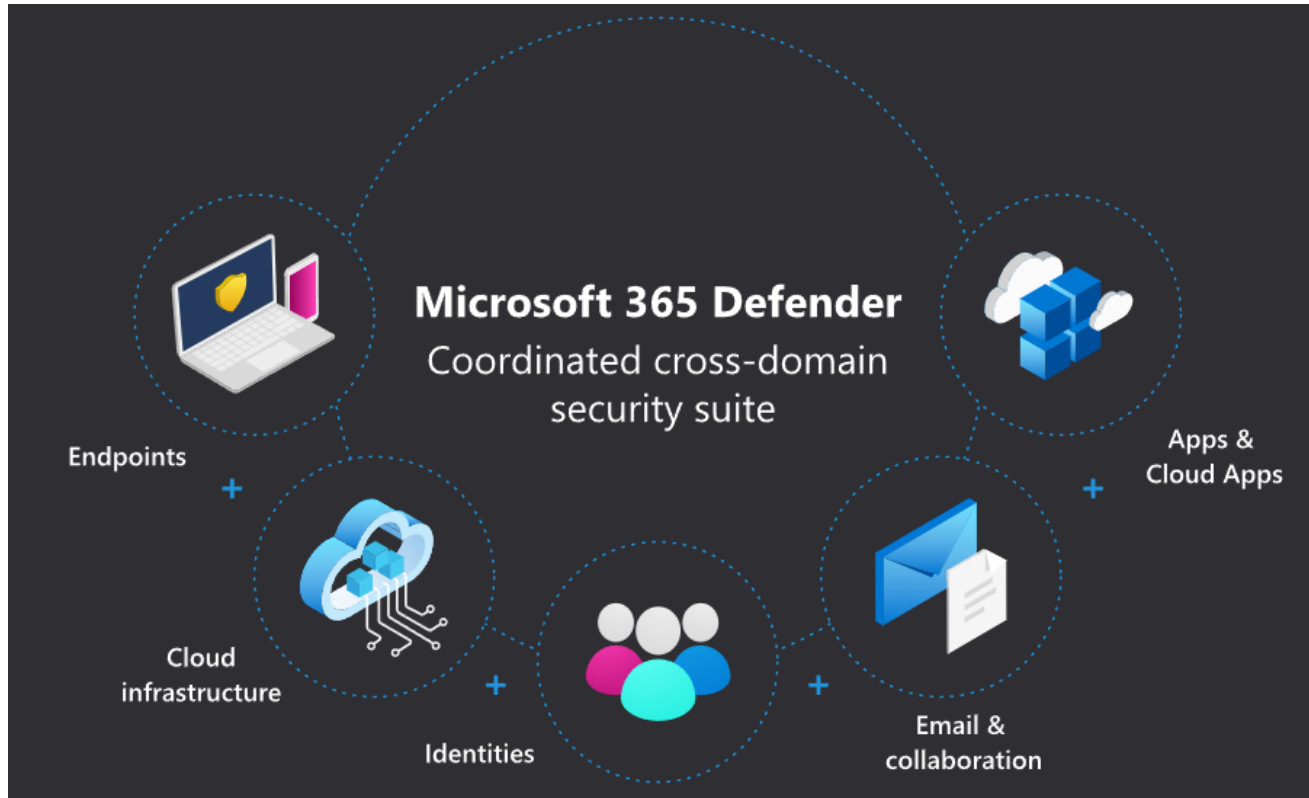 Microsoft 365 Defender
Coordinated cross-domain
security suite
Endpoints
+
Cloud
infrastructure
+
Identities
+
Email &
collaboration
+
Apps &
Cloud Apps